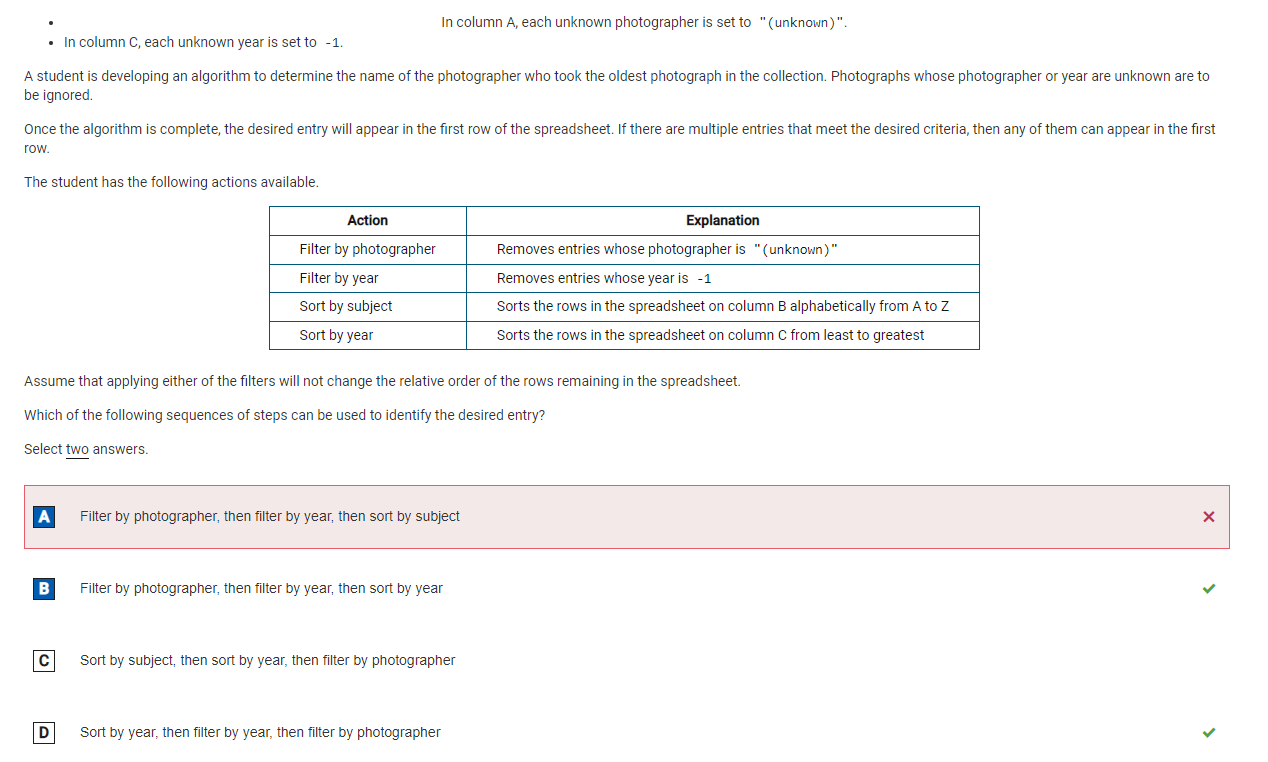 In column A, each unknown photographer is set to "(unknown)".
In column C, each unknown year is set to -1.
A student is developing an algorithm to determine the name of the photographer who took the oldest photograph in the collection. Photographs whose photographer or year are unknown are to
be ignored.
Once the algorithm is complete, the desired entry will appear in the first row of the spreadsheet. If there are multiple entries that meet the desired criteria, then any of them can appear in the first
row.
The student has the following actions available.
Action Explanation
Filter by photographer Removes entries whose photographer is "(unknown)"
Filter by year Removes entries whose year is -1
Sort by subject Sorts the rows in the spreadsheet on column B alphabetically from A to Z
Sort by year Sorts the rows in the spreadsheet on column C from least to greatest
Assume that applying either of the filters will not change the relative order of the rows remaining in the spreadsheet.
Which of the following sequences of steps can be used to identify the desired entry?
Select two answers.
A Filter by photographer, then filter by year, then sort by subject
B Filter by photographer, then filter by year, then sort by year
C Sort by subject, then sort by year, then filter by photographer
D Sort by year, then filter by year, then filter by photographer